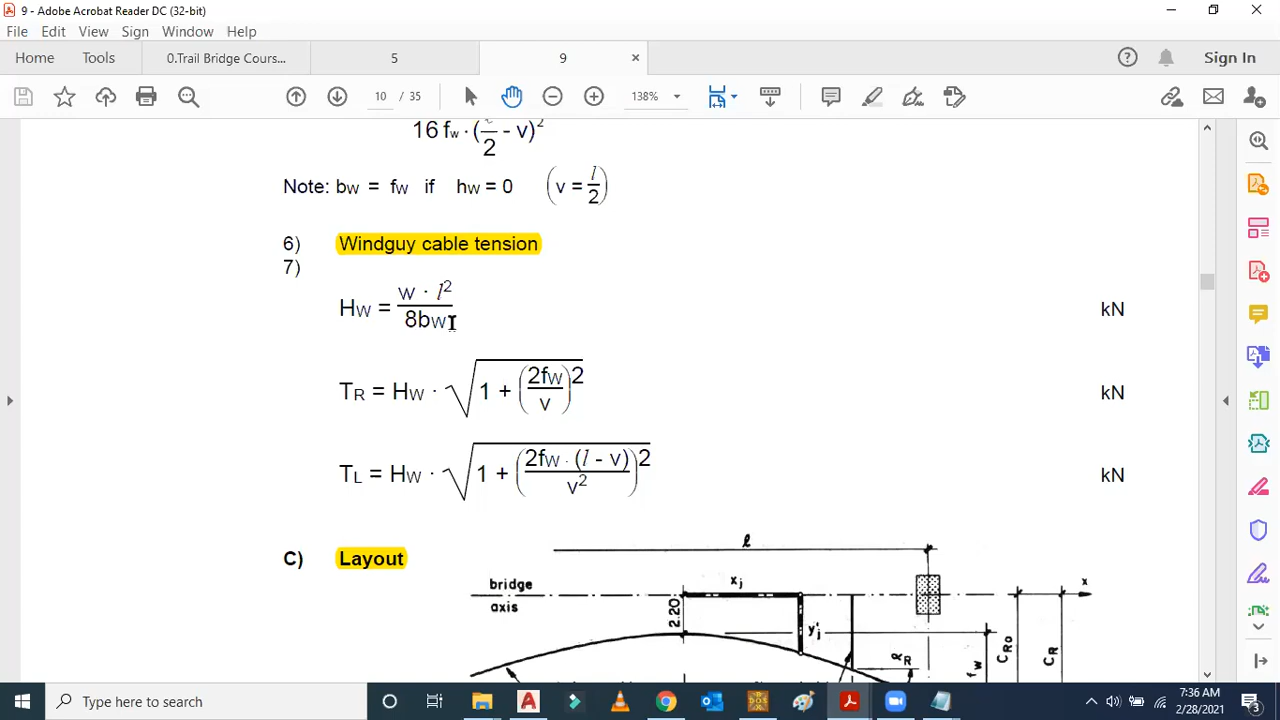 9 - Adobe Acrobat Reader DC (32-bit)
File Edit View Sign Window Help
Home Tools 0.Trail Bridge Cours... 5 9 × Sign In
10 / 35 138%
16 fw · ( /2 - v)²
Note: bw = fw if hw = 0 (v = l/2)
6) Windguy cable tension
7)
HW = w · l² / 8bw kN
TR = HW · √1 + (2fW / v)2 kN
TL = HW · √1 + (2fW · (l - v) / v²)2 kN
C) Layout
ℓ
bridge
axis
xj
x
2.20
y'j
ℓR
fw
CRo
CR
Type here to search
7:36 AM
2/28/2021
3